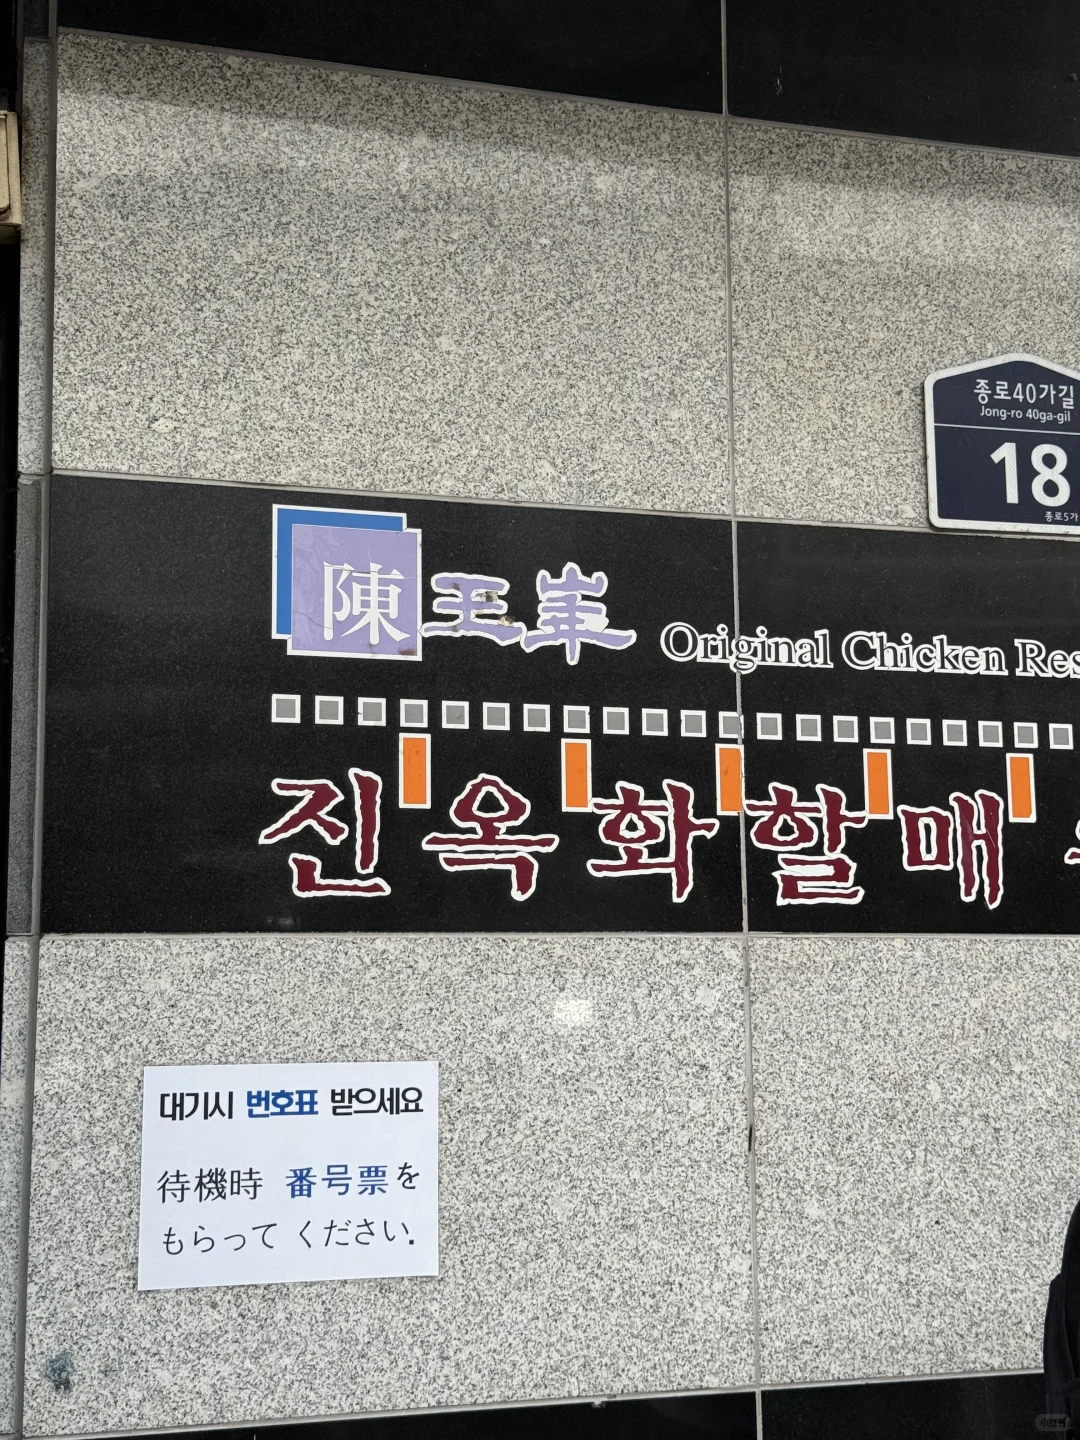 종로40가길
Jong-ro 40ga-gil
18
종로5가
陳玉華
Original Chicken Res
진옥화할매
대기시 번호표 받으세요
待機時 番号票を
もらって ください.